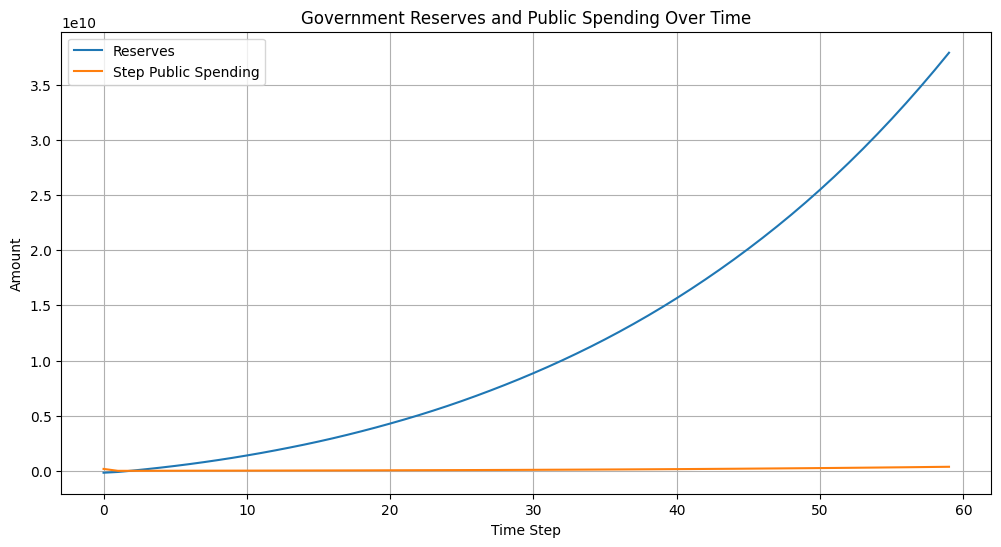 Government Reserves and Public Spending Over Time
1e10
Reserves
Step Public Spending
3.5
3.0
2.5
2.0
1.5
1.0
0.5
0.0
Amount
0 10 20 30 40 50 60
Time Step